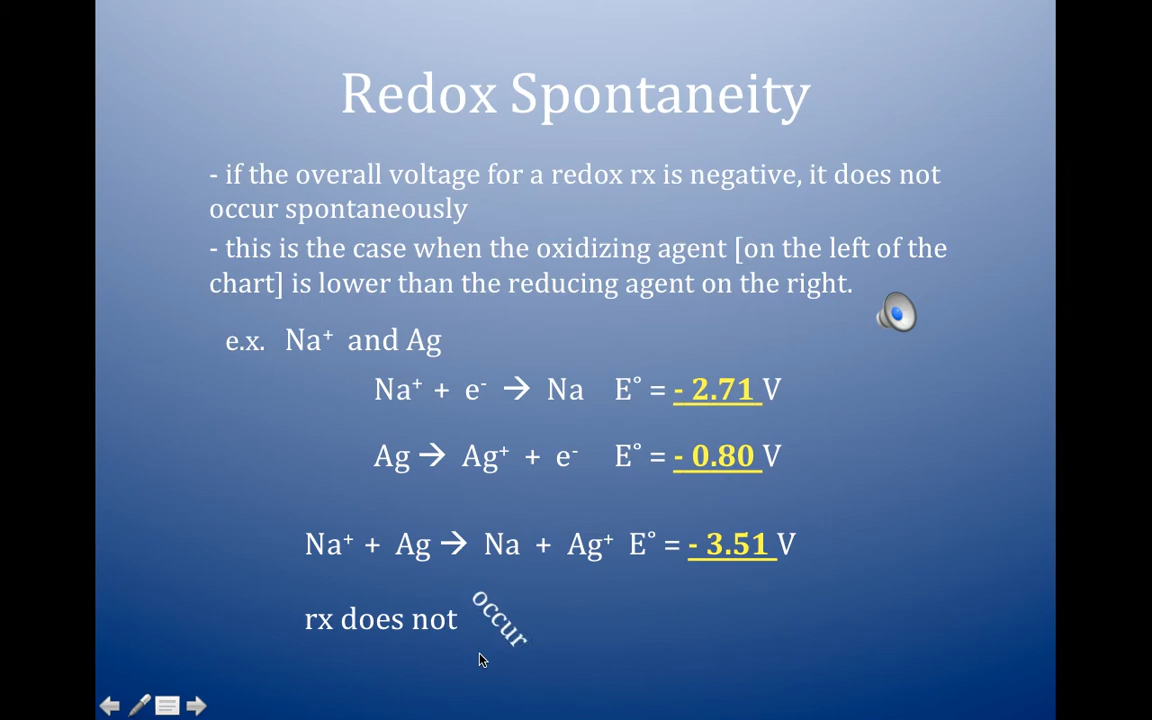 Redox Spontaneity
- if the overall voltage for a redox rx is negative, it does not
occur spontaneously
- this is the case when the oxidizing agent [on the left of the
chart] is lower than the reducing agent on the right.
e.x. Na⁺ and Ag
Na⁺ + e⁻ → Na E° = - 2.71 V
Ag → Ag⁺ + e⁻ E° = - 0.80 V
Na⁺ + Ag → Na + Ag⁺ E° = - 3.51 V
rx does not occur